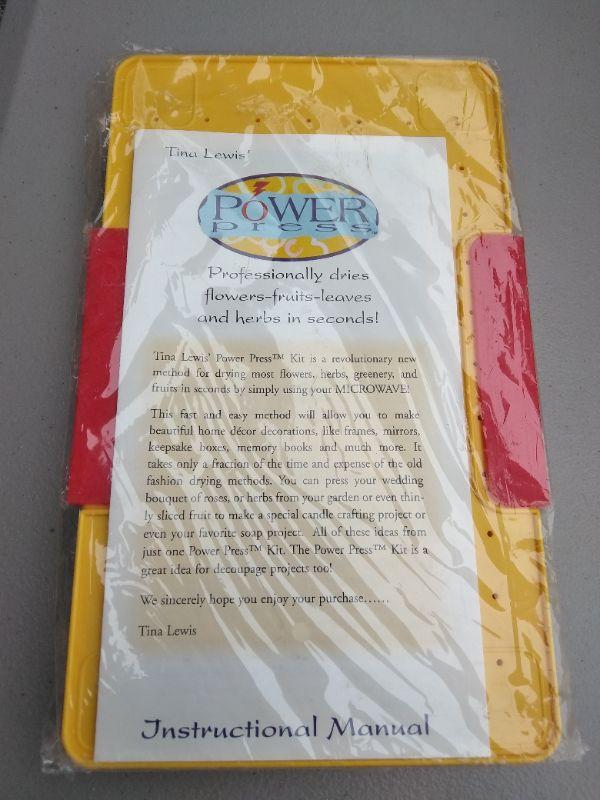 Tina Lewis'
POWER
press
Professionally dries
flowers-fruits-leaves
and herbs in seconds!
Tina Lewis' Power Press™ Kit is a revolutionary new
method for drying most flowers, herbs, greenery, and
fruits in seconds by simply using your MICROWAVE!
This fast and easy method will allow you to make
beautiful home décor decorations, like frames, mirrors,
keepsake boxes, memory books and much more. It
takes only a fraction of the time and expense of the old
fashion drying methods. You can press your wedding
bouquet of roses, or herbs from your garden or even thin-
ly sliced fruit to make a special candle crafting project or
even your favorite soap project. All of these ideas from
just one Power Press™ Kit. The Power Press™ Kit is a
great idea for decoupage projects too!
We sincerely hope you enjoy your purchase……
Tina Lewis
Instructional Manual